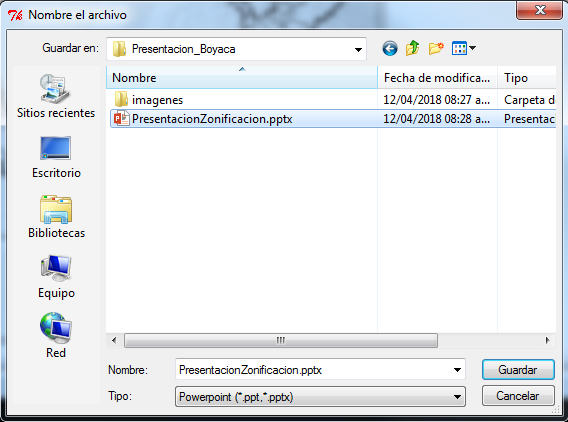 Nombre el archivo
Guardar en: Presentacion_Boyaca
Nombre Fecha de modifica... Tipo
imagenes 12/04/2018 08:27 a... Carpeta d
PresentacionZonificacion.pptx 12/04/2018 08:28 a... Presentac
Sitios recientes
Escritorio
Bibliotecas
Equipo
Red
Nombre: PresentacionZonificacion.pptx Guardar
Tipo: Powerpoint (*.ppt,*.pptx) Cancelar